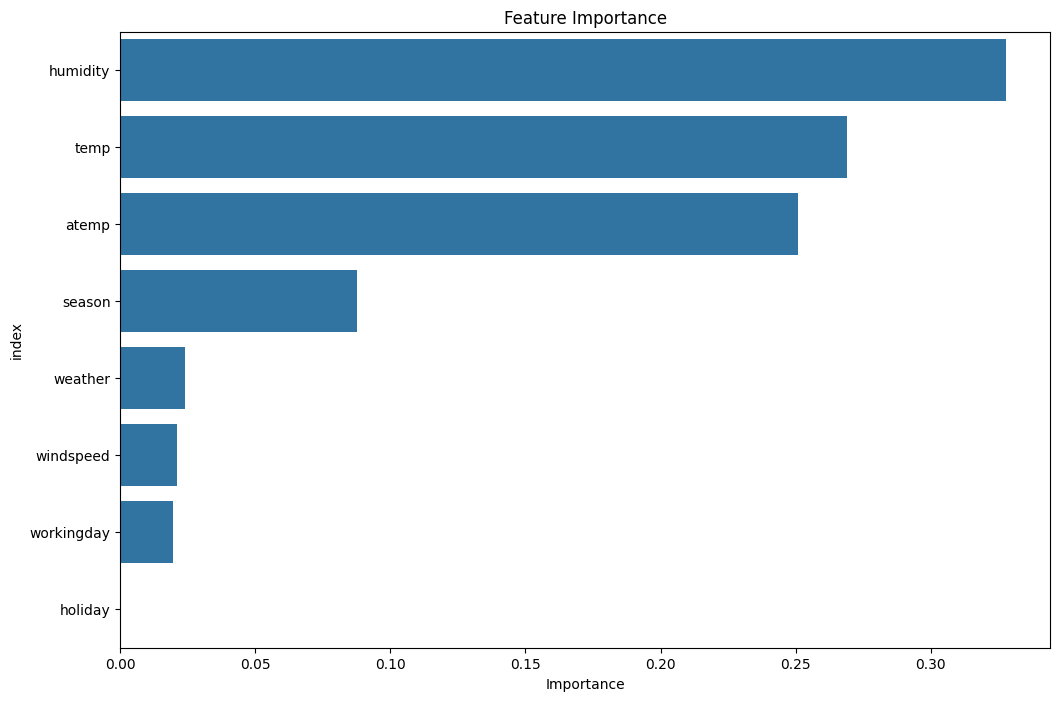 Feature Importance
humidity
temp
atemp
season
weather
windspeed
workingday
holiday
index
0.00 0.05 0.10 0.15 0.20 0.25 0.30
Importance